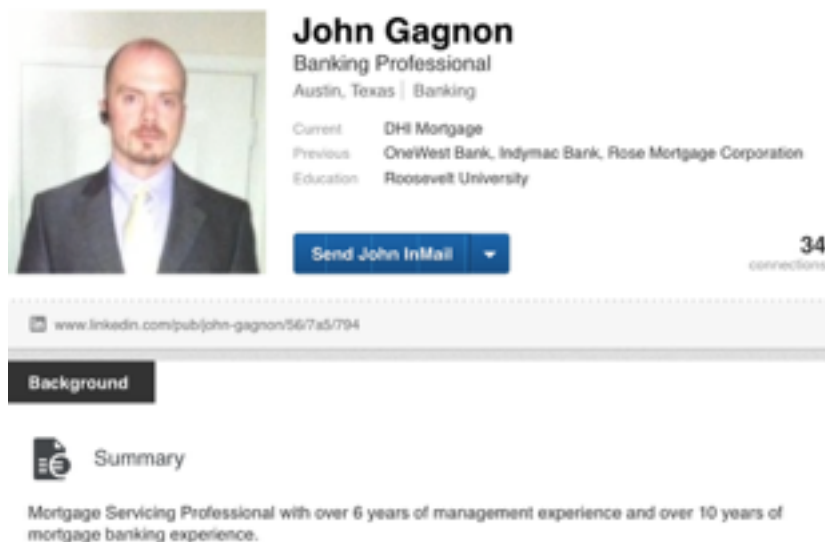 John Gagnon
Banking Professional
Austin, Texas | Banking
Current DHI Mortgage
Previous OneWest Bank, Indymac Bank, Rose Mortgage Corporation
Education Roosevelt University
Send John InMail
34
connections
www.linkedin.com/pub/john-gagnon/56/7a5/794
Background
Summary
Mortgage Servicing Professional with over 6 years of management experience and over 10 years of
mortgage banking experience.